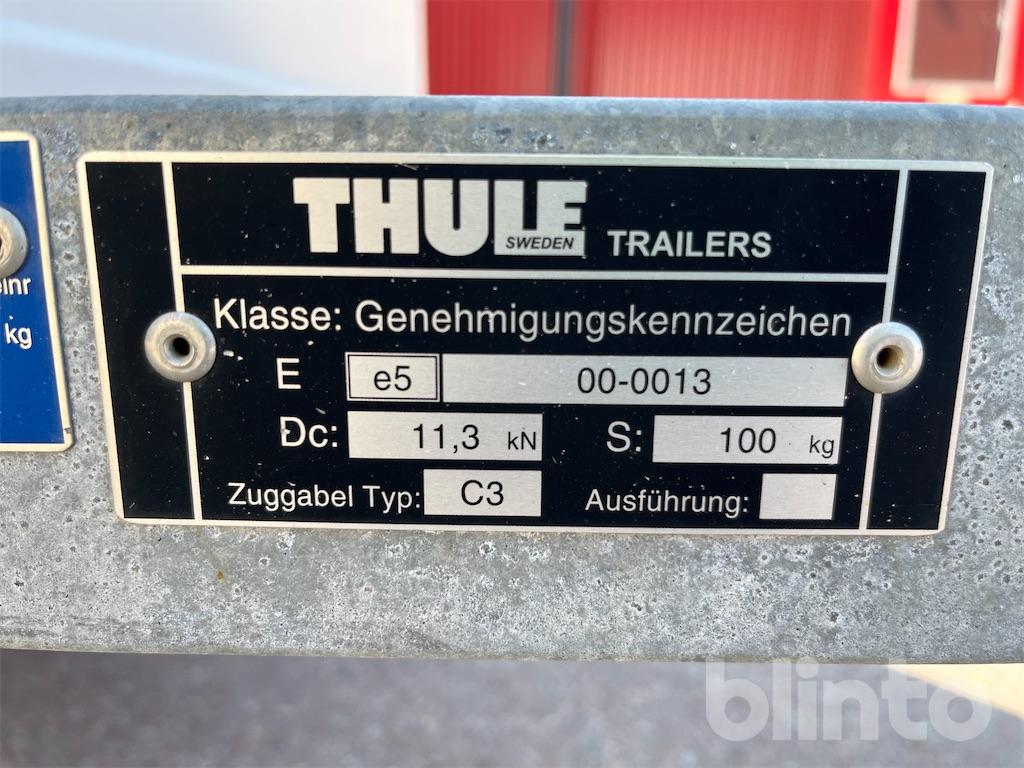 THULE
SWEDEN TRAILERS
Klasse: Genehmigungskennzeichen
E e5 00-0013
Dc: 11,3 kN S: 100 kg
Zuggabel Typ: C3 Ausführung:
kg
blinto